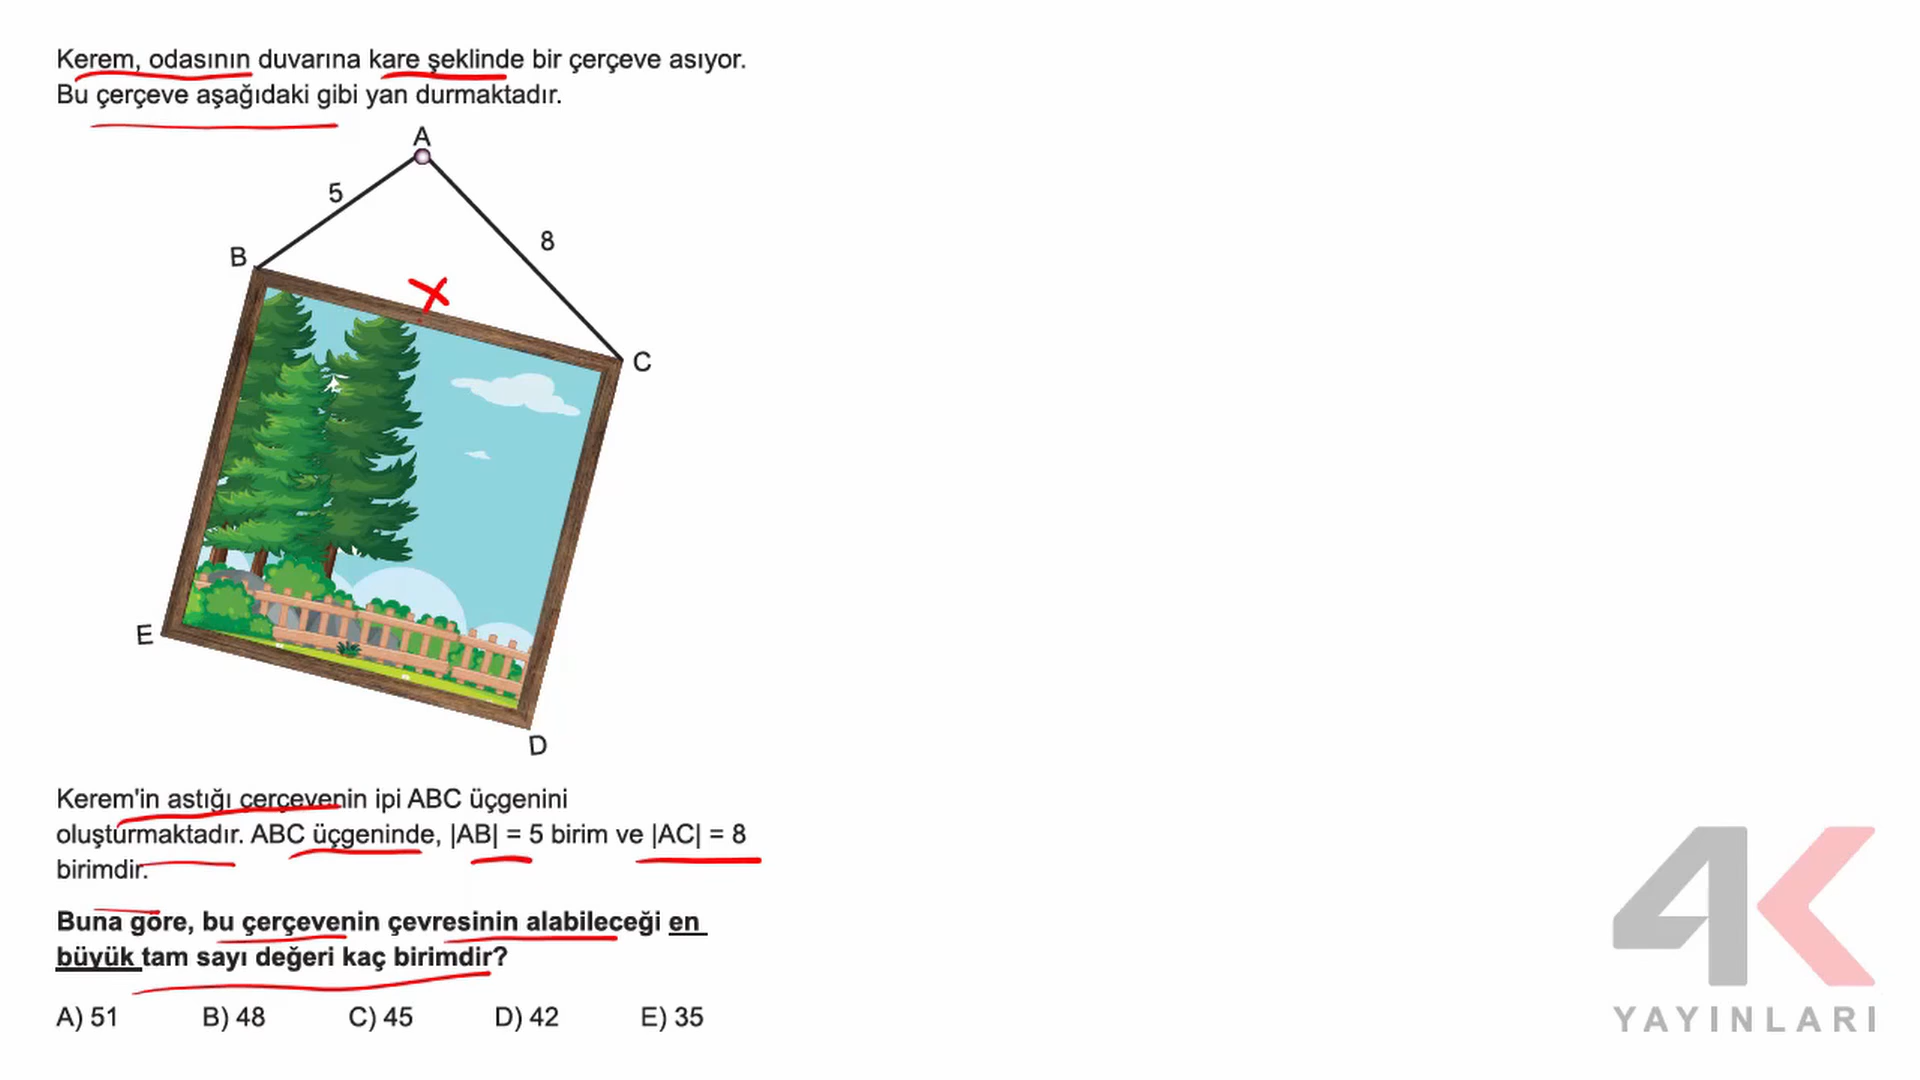 Kerem, odasının duvarına kare şeklinde bir çerçeve asıyor.
Bu çerçeve aşağıdaki gibi yan durmaktadır.
A
5
8
B
x
C
E
D
Kerem'in astığı çerçevenin ipi ABC üçgenini
oluşturmaktadır. ABC üçgeninde, |AB| = 5 birim ve |AC| = 8
birimdir.
Buna göre, bu çerçevenin çevresinin alabileceği en
büyük tam sayı değeri kaç birimdir?
A) 51 B) 48 C) 45 D) 42 E) 35
4K
YAYINLARI